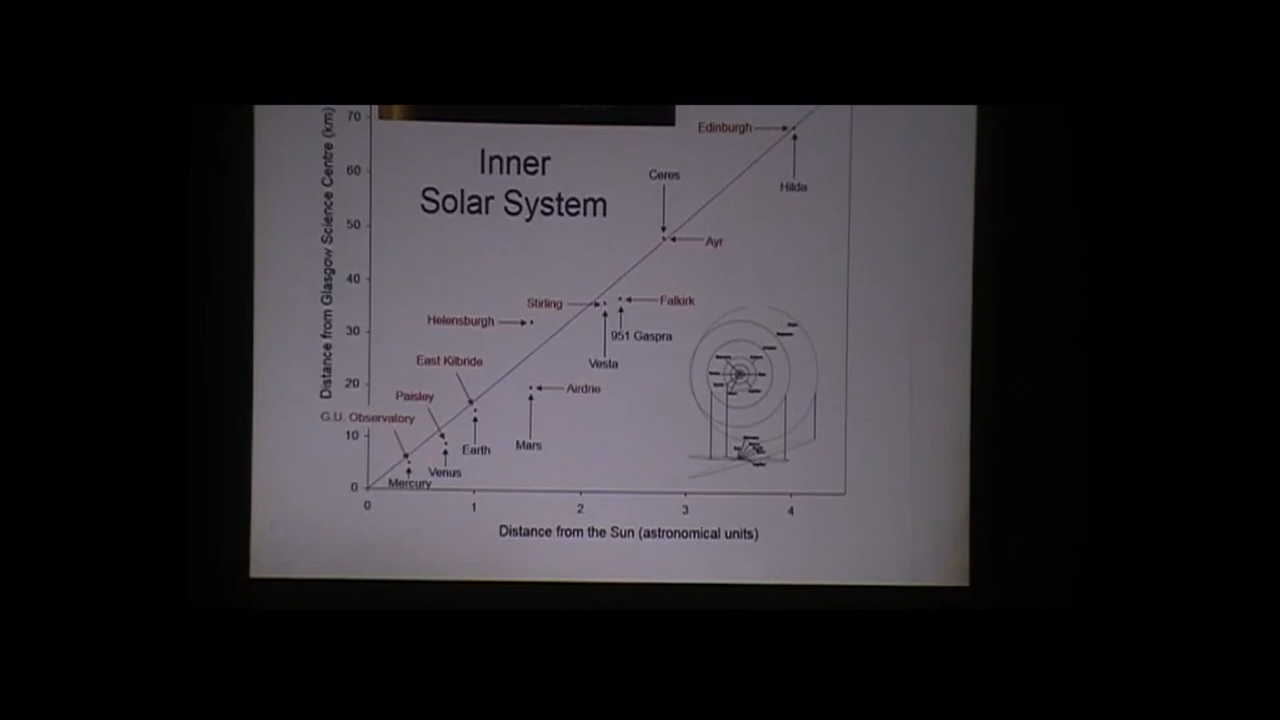 Inner
Solar System
Distance from Glasgow Science Centre (km)
70
60
50
40
30
20
10
0
Edinburgh
Hilda
Ceres
Ayr
Stirling
Falkirk
951 Gaspra
Vesta
Helensburgh
East Kilbride
Airdrie
Paisley
G.U. Observatory
Mars
Earth
Venus
Mercury
0
1
2
3
4
Distance from the Sun (astronomical units)